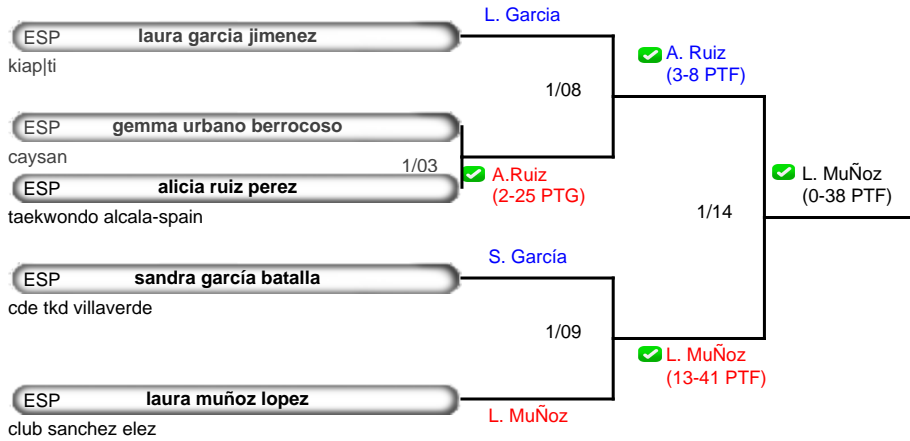 L. Garcia
ESP laura garcia jimenez
kiap|ti
A. Ruiz
(3-8 PTF)
1/08
ESP gemma urbano berrocoso
caysan
1/03
ESP alicia ruiz perez
taekwondo alcala-spain
A.Ruiz
(2-25 PTG)
L. MuÑoz
(0-38 PTF)
1/14
S. García
ESP sandra garcía batalla
cde tkd villaverde
1/09
L. MuÑoz
(13-41 PTF)
ESP laura muñoz lopez
club sanchez elez
L. MuÑoz